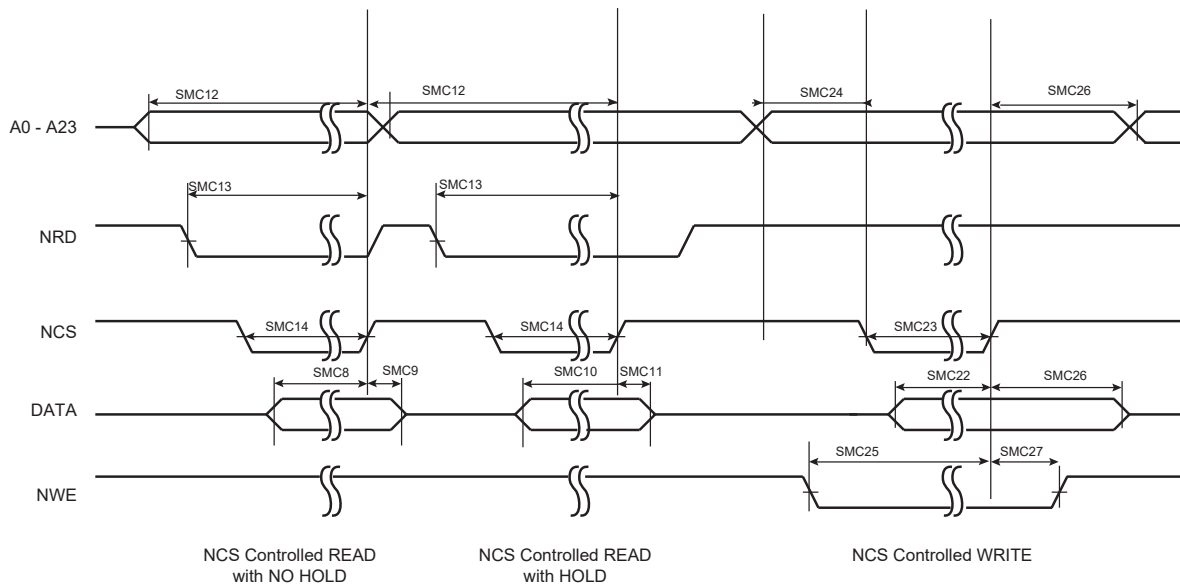 SMC12
SMC12
SMC24
SMC26
A0 - A23
SMC13
SMC13
NRD
NCS
SMC14
SMC14
SMC23
SMC8
SMC9
SMC10
SMC11
SMC22
SMC26
DATA
SMC25
SMC27
NWE
NCS Controlled READ
with NO HOLD
NCS Controlled READ
with HOLD
NCS Controlled WRITE